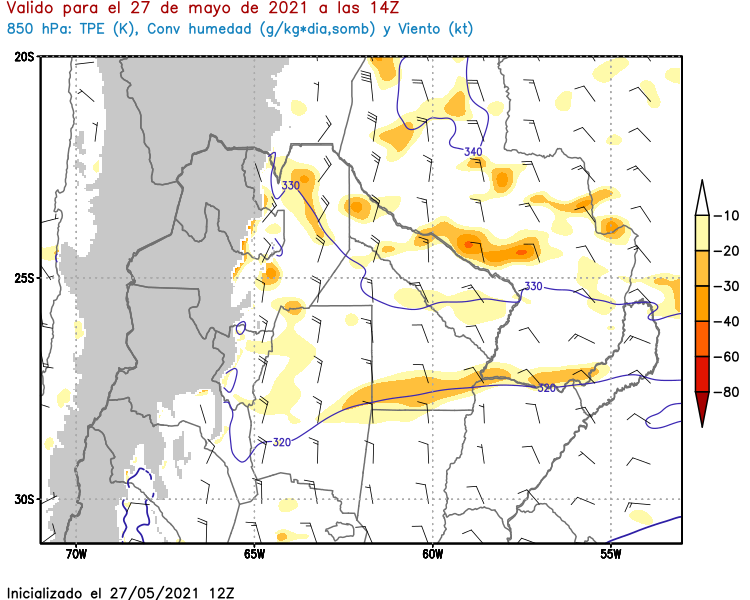 Valido para el 27 de mayo de 2021 a las 14Z
850 hPa: TPE (K), Conv humedad (g/kg*dia,somb) y Viento (kt)
20S
340
330
-10
-20
25S
330
-30
-40
-60
320
-80
320
30S
70W 65W 60W 55W
Inicializado el 27/05/2021 12Z